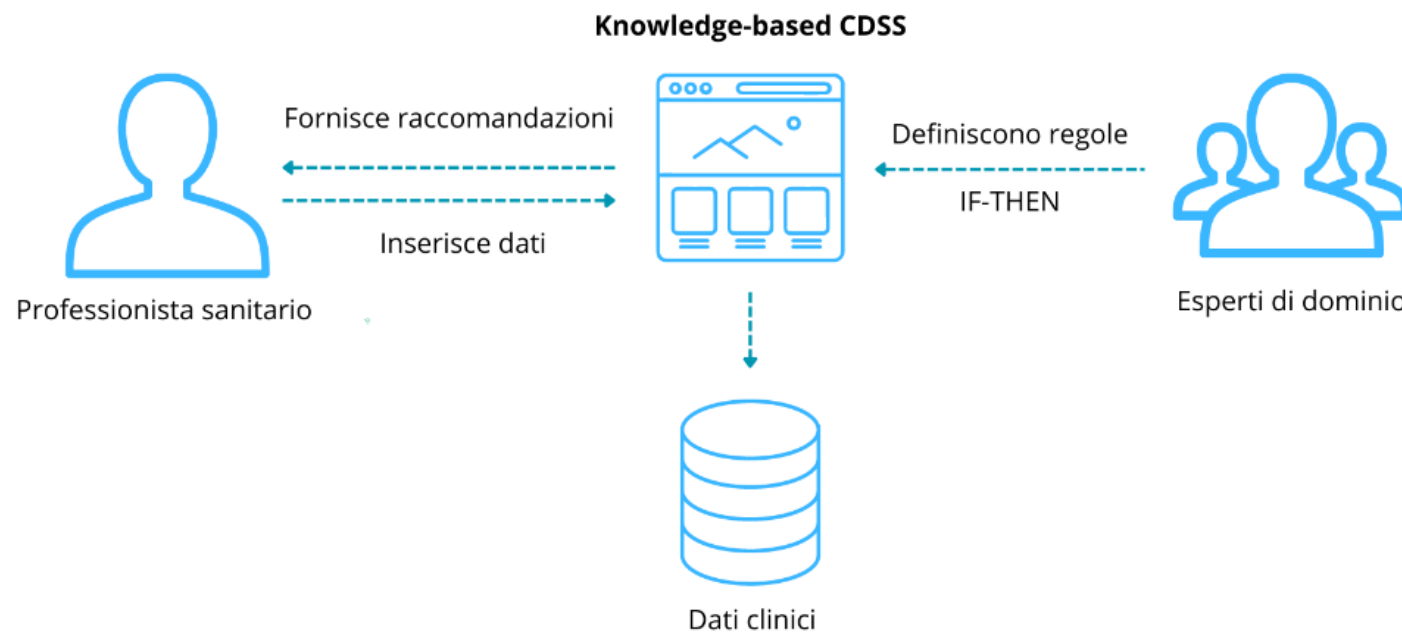 Knowledge-based CDSS
Fornisce raccomandazioni
Inserisce dati
Definiscono regole
IF-THEN
Professionista sanitario
Esperti di dominio
Dati clinici